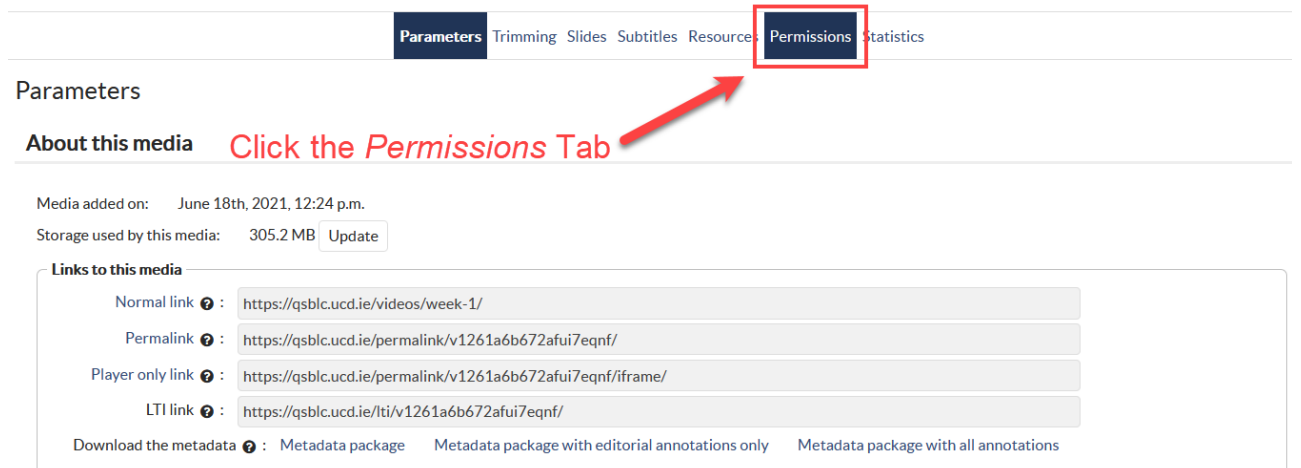 Parameters Trimming Slides Subtitles Resources Permissions Statistics
Parameters
About this media
Click the Permissions Tab
Media added on: June 18th, 2021, 12:24 p.m.
Storage used by this media: 305.2 MB Update
Links to this media
Normal link ? : https://qsblc.ucd.ie/videos/week-1/
Permalink ? : https://qsblc.ucd.ie/permalink/v1261a6b672afui7eqnf/
Player only link ? : https://qsblc.ucd.ie/permalink/v1261a6b672afui7eqnf/iframe/
LTI link ? : https://qsblc.ucd.ie/lti/v1261a6b672afui7eqnf/
Download the metadata ? : Metadata package Metadata package with editorial annotations only Metadata package with all annotations